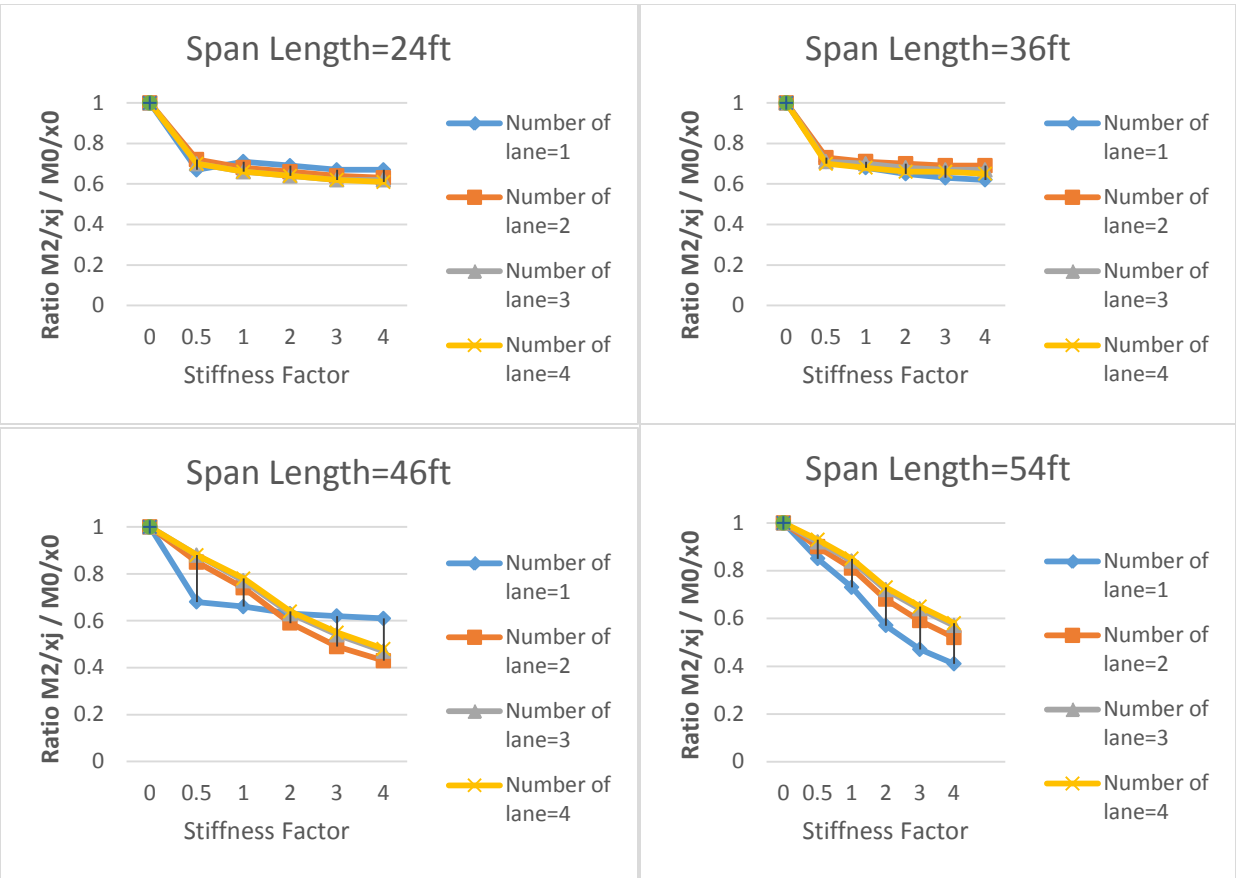 Span Length=24ft
Ratio M2/xj / M0/x0
1
0.8
0.6
0.4
0.2
0
0 0.5 1 2 3 4
Stiffness Factor
Number of
lane=1
Number of
lane=2
Number of
lane=3
Number of
lane=4
Span Length=36ft
Ratio M2/xj / M0/x0
1
0.8
0.6
0.4
0.2
0
0 0.5 1 2 3 4
Stiffness Factor
Number of
lane=1
Number of
lane=2
Number of
lane=3
Number of
lane=4
Span Length=46ft
Ratio M2/xj / M0/x0
1
0.8
0.6
0.4
0.2
0
0 0.5 1 2 3 4
Stiffness Factor
Number of
lane=1
Number of
lane=2
Number of
lane=3
Number of
lane=4
Span Length=54ft
Ratio M2/xj / M0/x0
1
0.8
0.6
0.4
0.2
0
0 0.5 1 2 3 4
Stiffness Factor
Number of
lane=1
Number of
lane=2
Number of
lane=3
Number of
lane=4